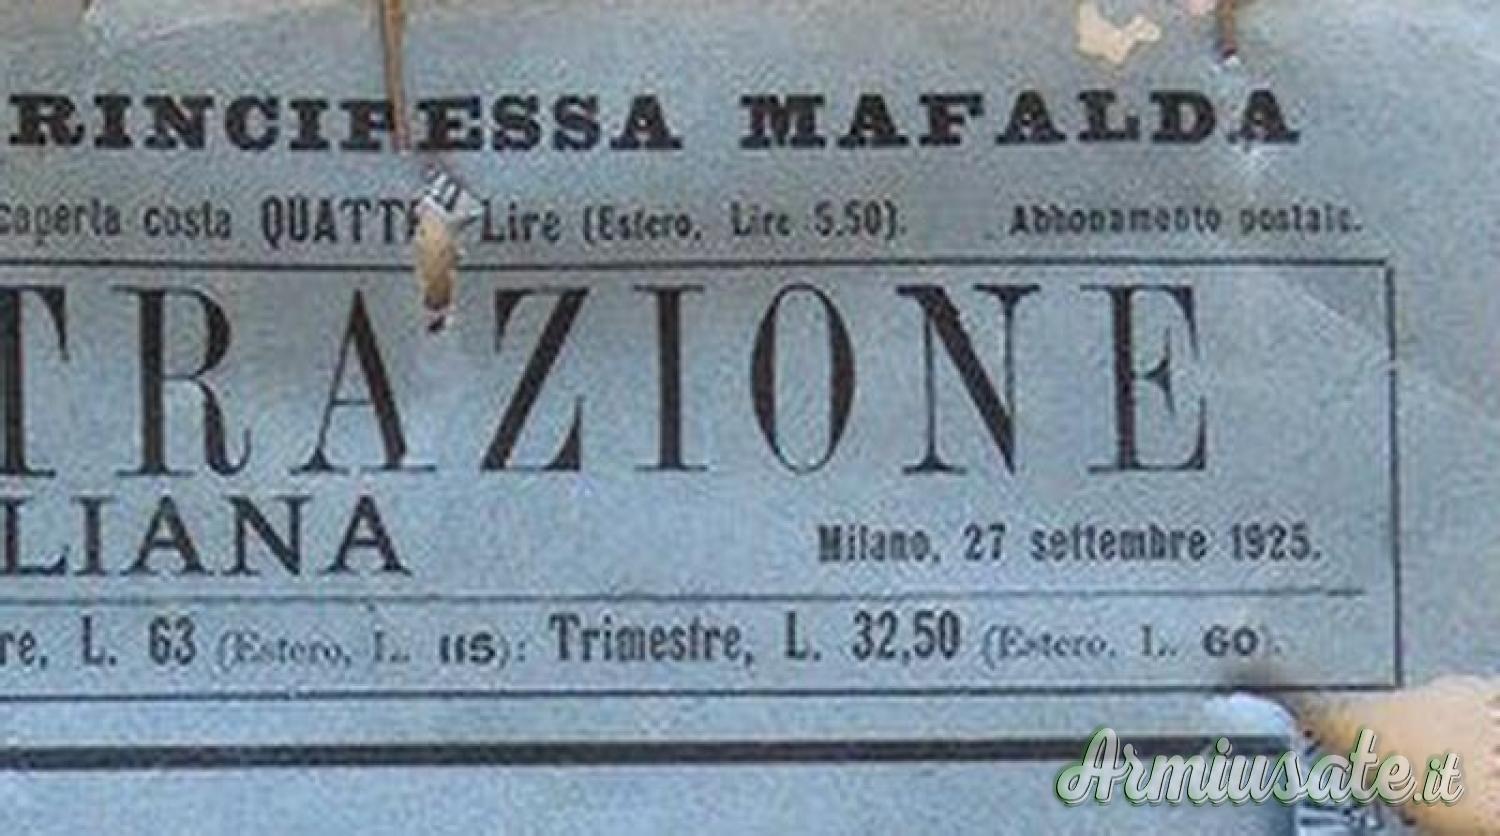 RINCIPESSA MAFALDA
coperta costa QUATTR Lire (Estero, Lire 5.50). Abbonamento postale.
TRAZIONE
LIANA
Milano, 27 settembre 1925.
re, L. 63 (Estero, L. 115); Trimestre, L. 32,50 (Estero, L. 60).
Armiusate.it